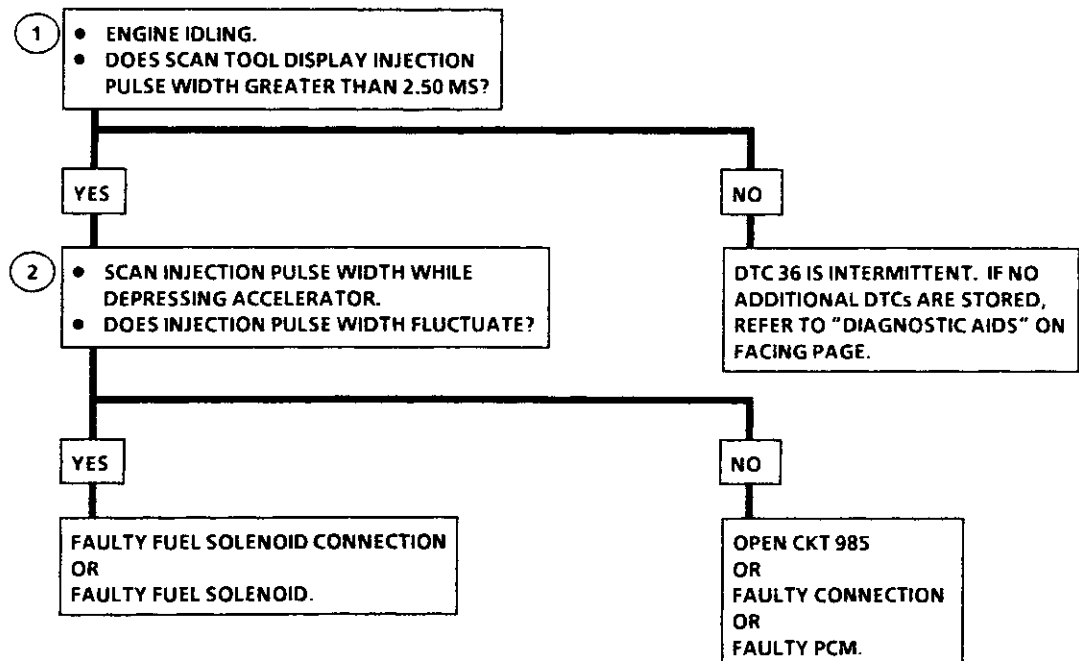 1
• ENGINE IDLING.
• DOES SCAN TOOL DISPLAY INJECTION
PULSE WIDTH GREATER THAN 2.50 MS?
YES
NO
2
• SCAN INJECTION PULSE WIDTH WHILE
DEPRESSING ACCELERATOR.
• DOES INJECTION PULSE WIDTH FLUCTUATE?
DTC 36 IS INTERMITTENT. IF NO
ADDITIONAL DTCs ARE STORED,
REFER TO "DIAGNOSTIC AIDS" ON
FACING PAGE.
YES
NO
FAULTY FUEL SOLENOID CONNECTION
OR
FAULTY FUEL SOLENOID.
OPEN CKT 985
OR
FAULTY CONNECTION
OR
FAULTY PCM.